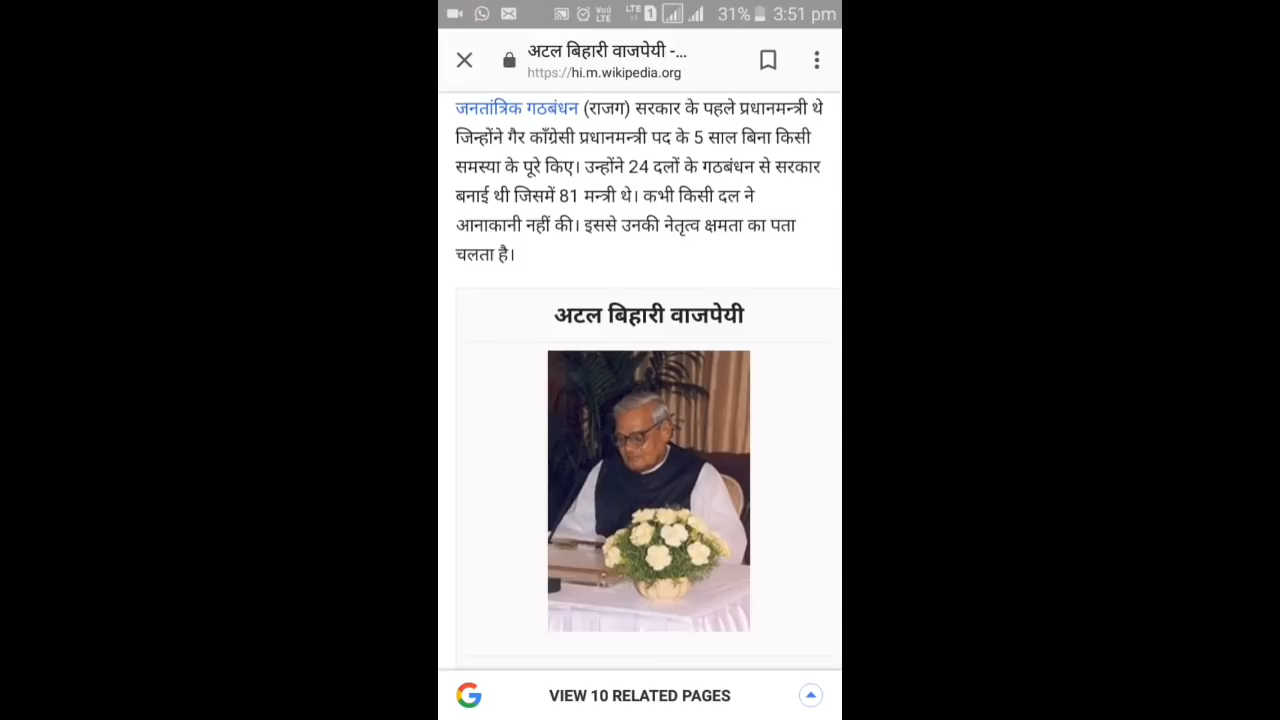 LTE 1 31% 3:51 pm
अटल बिहारी वाजपेयी -...
https://hi.m.wikipedia.org
जनतांत्रिक गठबंधन (राजग) सरकार के पहले प्रधानमन्त्री थे
जिन्होंने गैर काँग्रेसी प्रधानमन्त्री पद के 5 साल बिना किसी
समस्या के पूरे किए। उन्होंने 24 दलों के गठबंधन से सरकार
बनाई थी जिसमें 81 मन्त्री थे। कभी किसी दल ने
आनाकानी नहीं की। इससे उनकी नेतृत्व क्षमता का पता
चलता है।
अटल बिहारी वाजपेयी
VIEW 10 RELATED PAGES